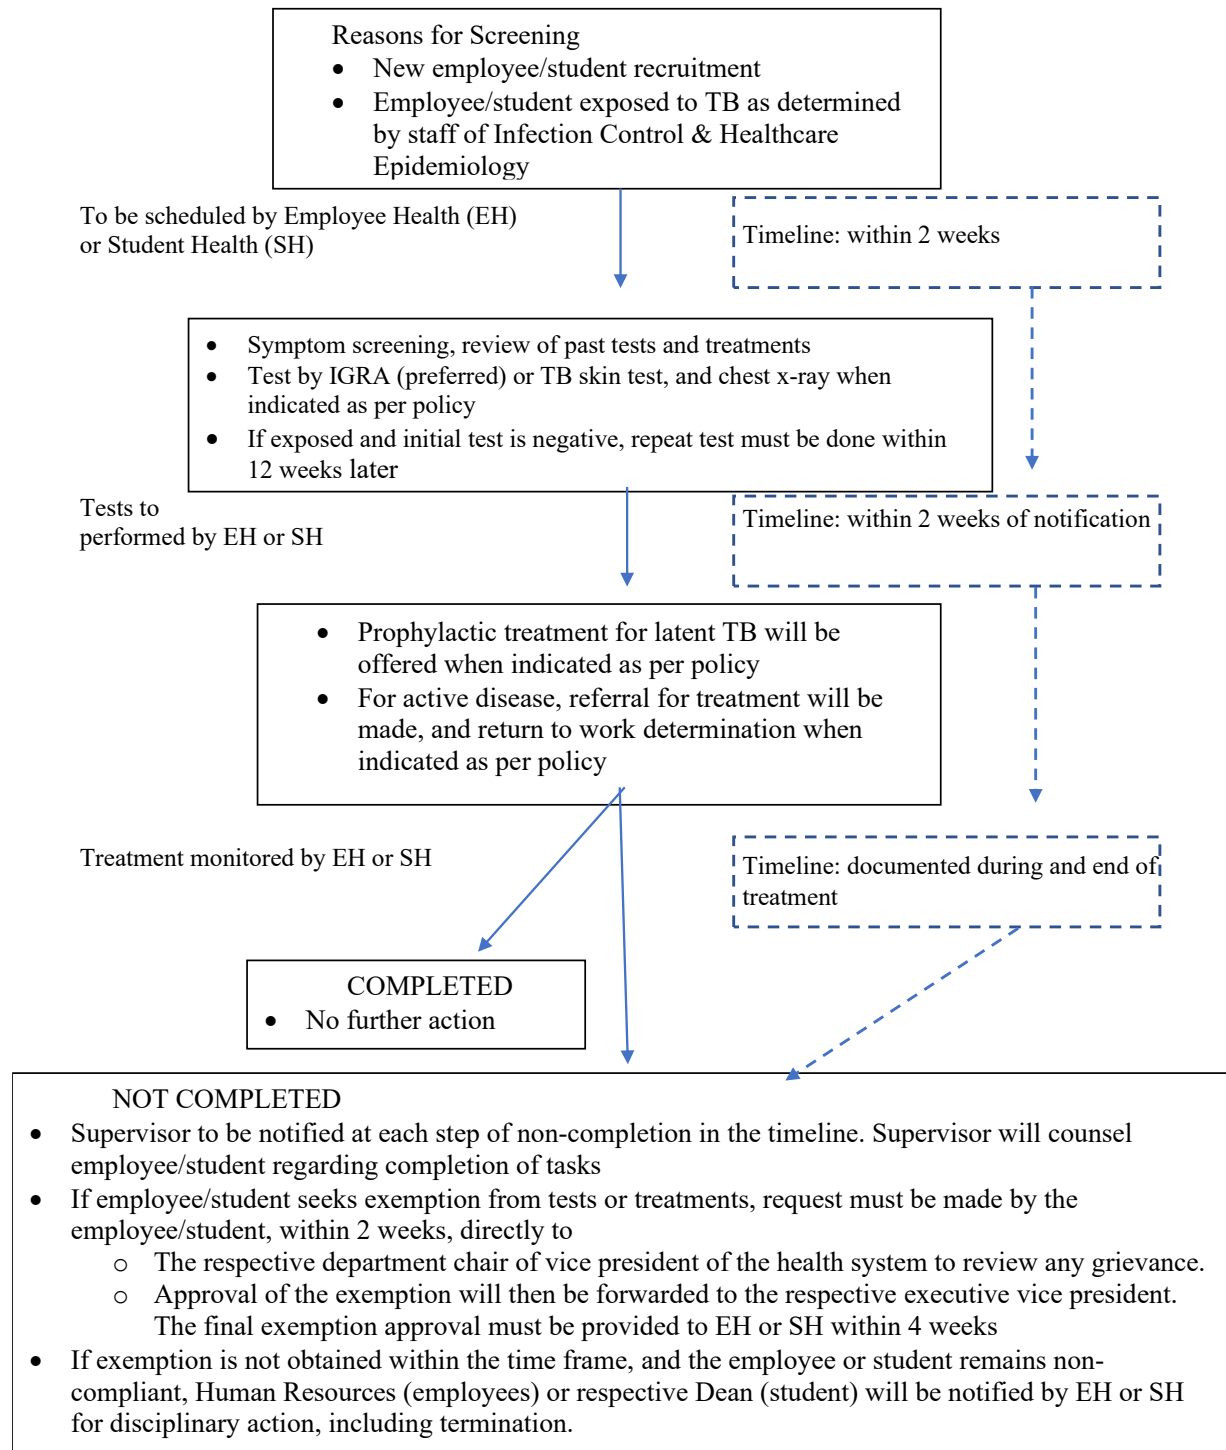 Reasons for Screening
• New employee/student recruitment
• Employee/student exposed to TB as determined
by staff of Infection Control & Healthcare
Epidemiology
To be scheduled by Employee Health (EH)
or Student Health (SH)
Timeline: within 2 weeks
• Symptom screening, review of past tests and treatments
• Test by IGRA (preferred) or TB skin test, and chest x-ray when
indicated as per policy
• If exposed and initial test is negative, repeat test must be done within
12 weeks later
Tests to
performed by EH or SH
Timeline: within 2 weeks of notification
• Prophylactic treatment for latent TB will be
offered when indicated as per policy
• For active disease, referral for treatment will be
made, and return to work determination when
indicated as per policy
Treatment monitored by EH or SH
Timeline: documented during and end of
treatment
COMPLETED
• No further action
NOT COMPLETED
• Supervisor to be notified at each step of non-completion in the timeline. Supervisor will counsel
employee/student regarding completion of tasks
• If employee/student seeks exemption from tests or treatments, request must be made by the
employee/student, within 2 weeks, directly to
o The respective department chair of vice president of the health system to review any grievance.
o Approval of the exemption will then be forwarded to the respective executive vice president.
The final exemption approval must be provided to EH or SH within 4 weeks
• If exemption is not obtained within the time frame, and the employee or student remains non-
compliant, Human Resources (employees) or respective Dean (student) will be notified by EH or SH
for disciplinary action, including termination.